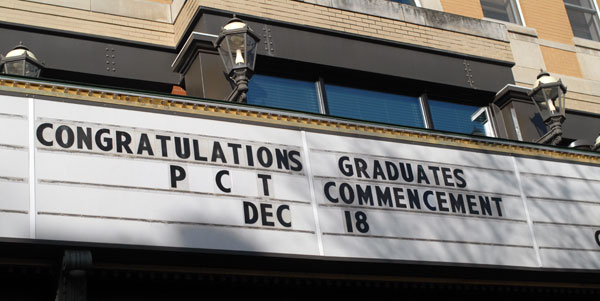 CONGRATULATIONS GRADUATES
P C T COMMENCEMENT
DEC 18